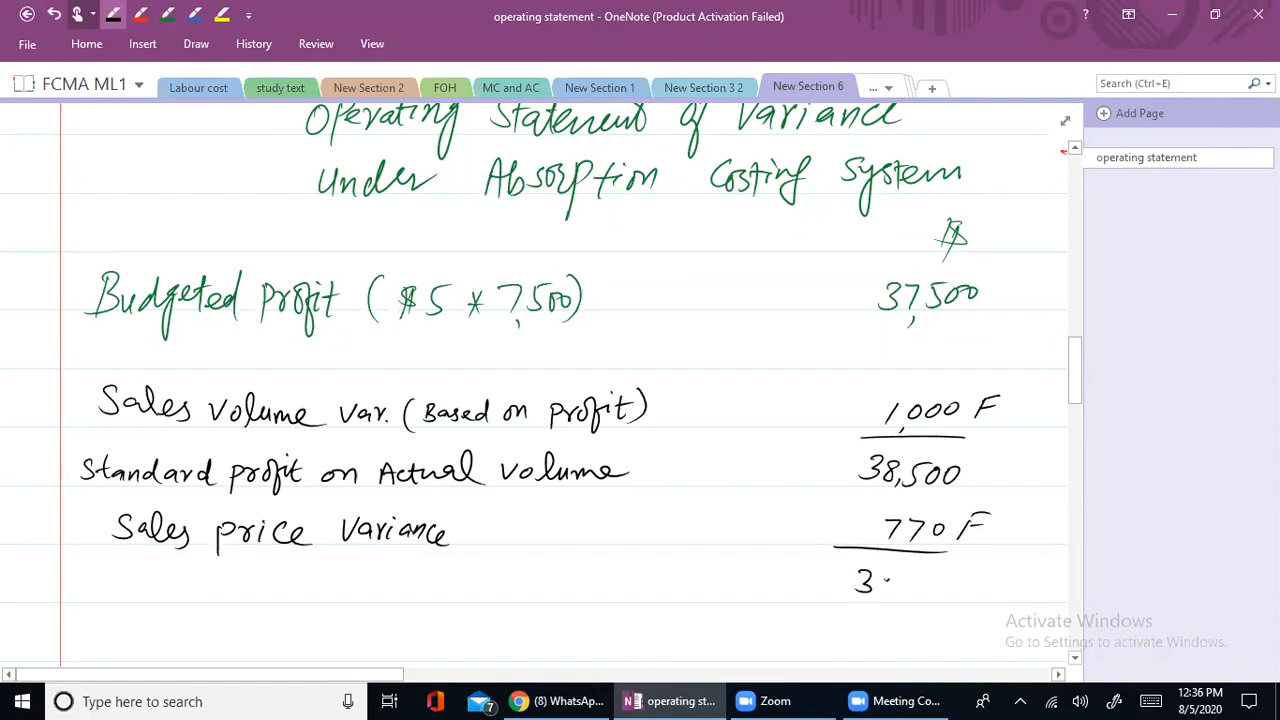 operating statement - OneNote (Product Activation Failed)
File Home Insert Draw History Review View
FCMA ML1 Labour cost study text New Section 2 FOH MC and AC New Section 1 New Section 3 2 New Section 6 ... Search (Ctrl+E)
Add Page
operating statement
Operating Statement of Variance
Under Absorption Costing System
$
Budgeted Profit ($5 * 7,500) 37,500
Sales Volume Var. (Based on profit) 1,000 F
Standard profit on Actual Volume 38,500
Sales price Variance 770 F
3
Activate Windows
Go to Settings to activate Windows.
Type here to search 7 (8) WhatsAp... operating st... Zoom Meeting Co... 12:36 PM
8/5/2020